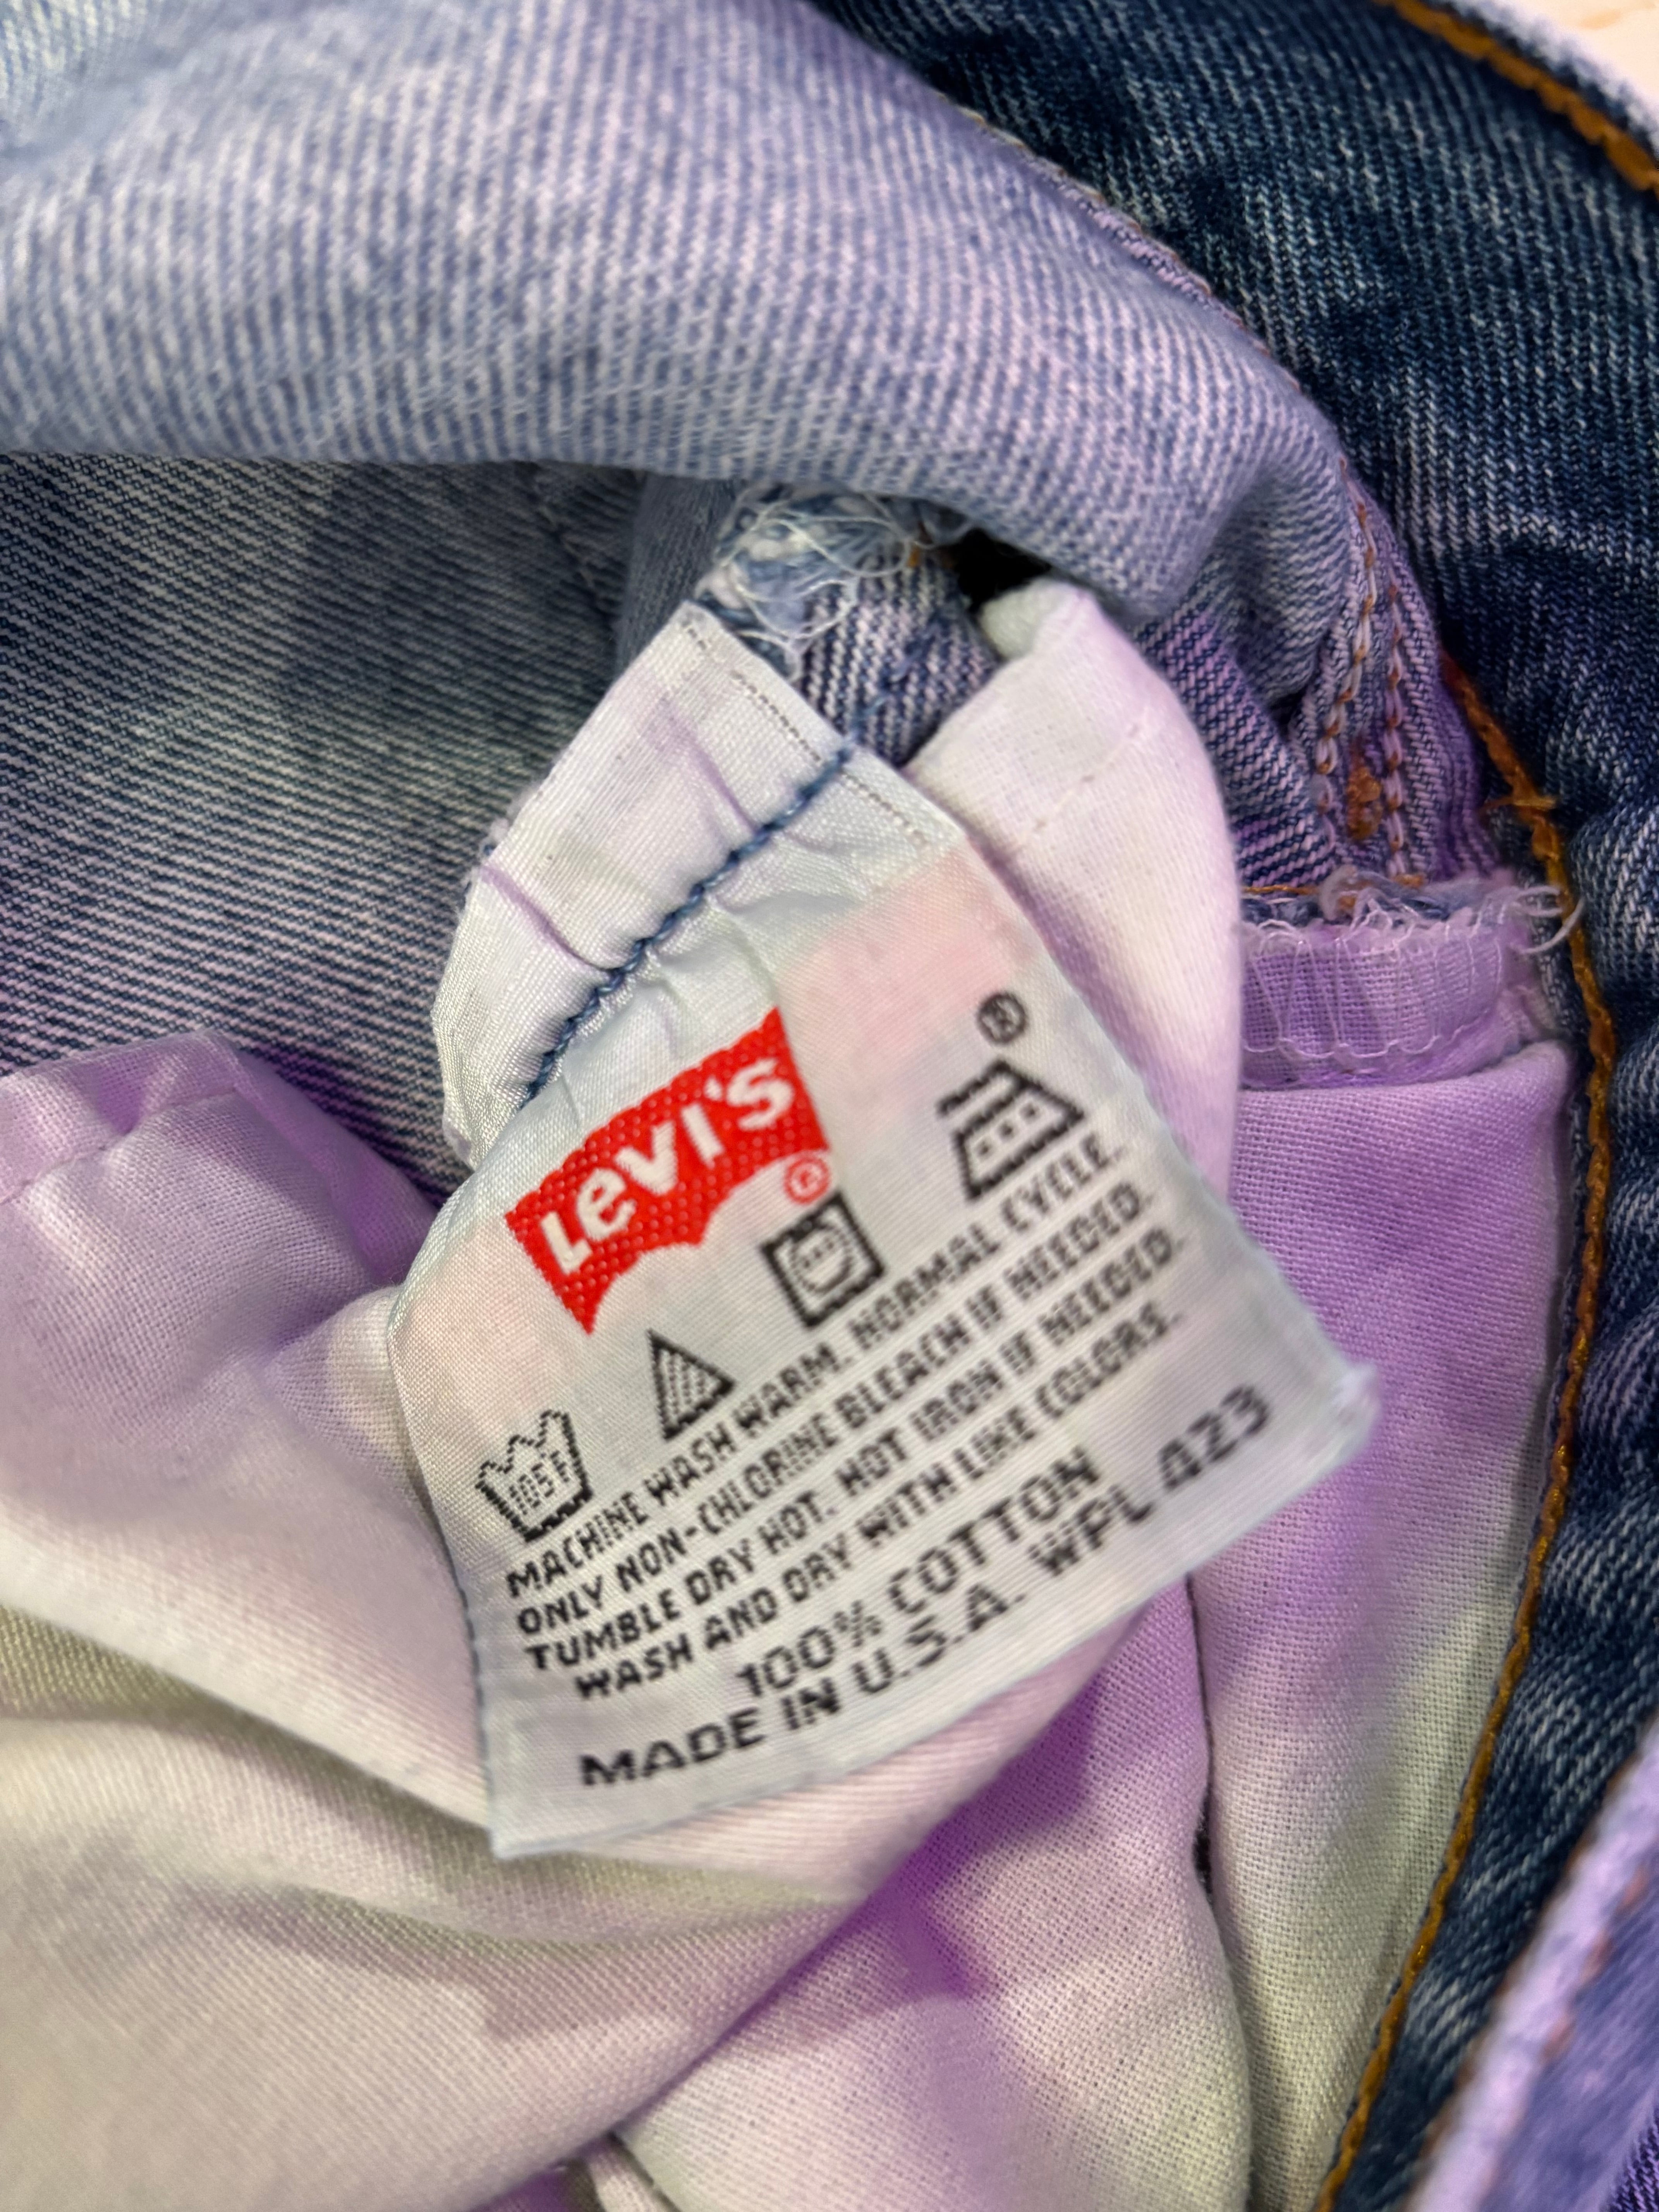 LEVI'S
®
®
105F
MACHINE WASH WARM. NORMAL CYCLE.
ONLY NON-CHLORINE BLEACH IF NEEDED.
TUMBLE DRY HOT. HOT IRON IF NEEDED.
WASH AND DRY WITH LIKE COLORS.
100% COTTON
MADE IN U.S.A. WPL 423